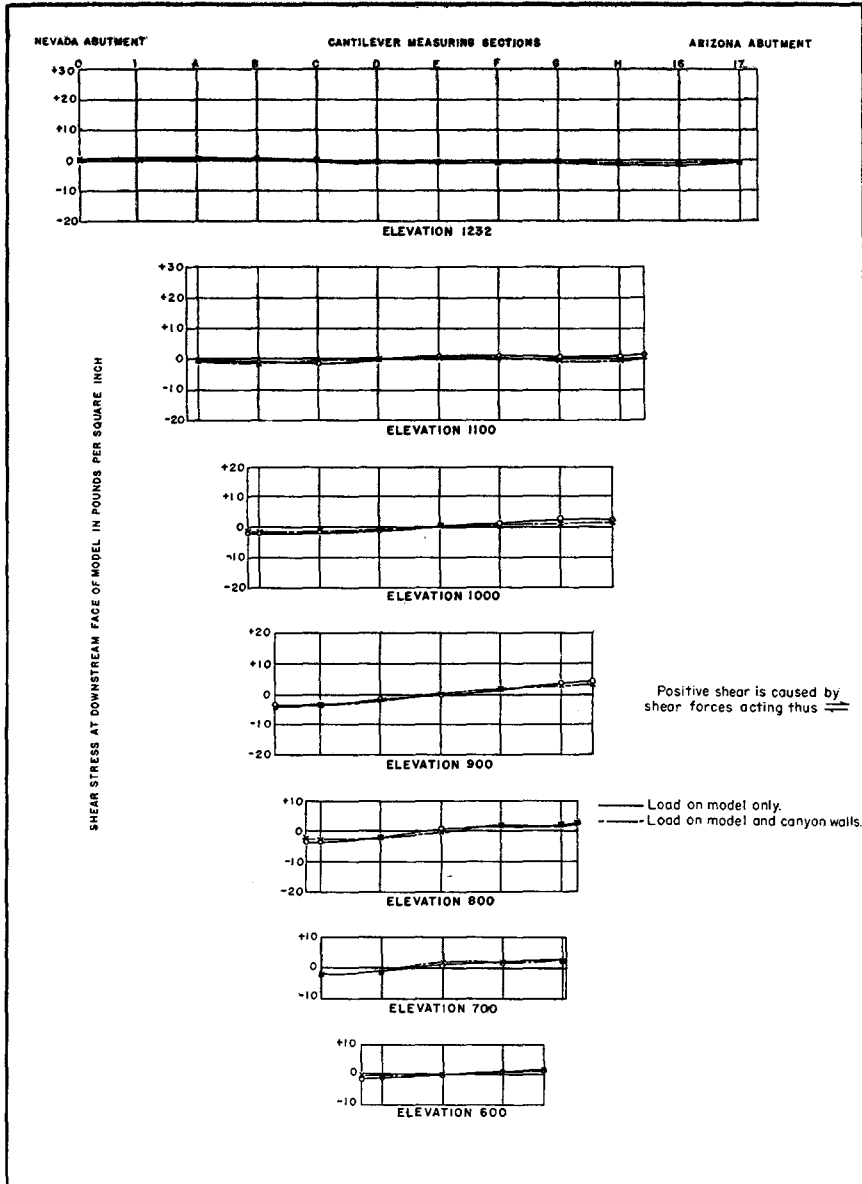 NEVADA ABUTMENT CANTILEVER MEASURING SECTIONS ARIZONA ABUTMENT
0 1 A B C D E F G H 16 17
+30
+20
+10
0
-10
-20
ELEVATION 1232
+30
+20
+10
0
-10
-20
ELEVATION 1100
SHEAR STRESS AT DOWNSTREAM FACE OF MODEL IN POUNDS PER SQUARE INCH
+20
+10
0
-10
-20
ELEVATION 1000
+20
+10
0
-10
-20
ELEVATION 900
Positive shear is caused by
shear forces acting thus
+10
0
-10
-20
ELEVATION 800
Load on model only.
Load on model and canyon walls.
+10
0
-10
ELEVATION 700
+10
0
-10
ELEVATION 600